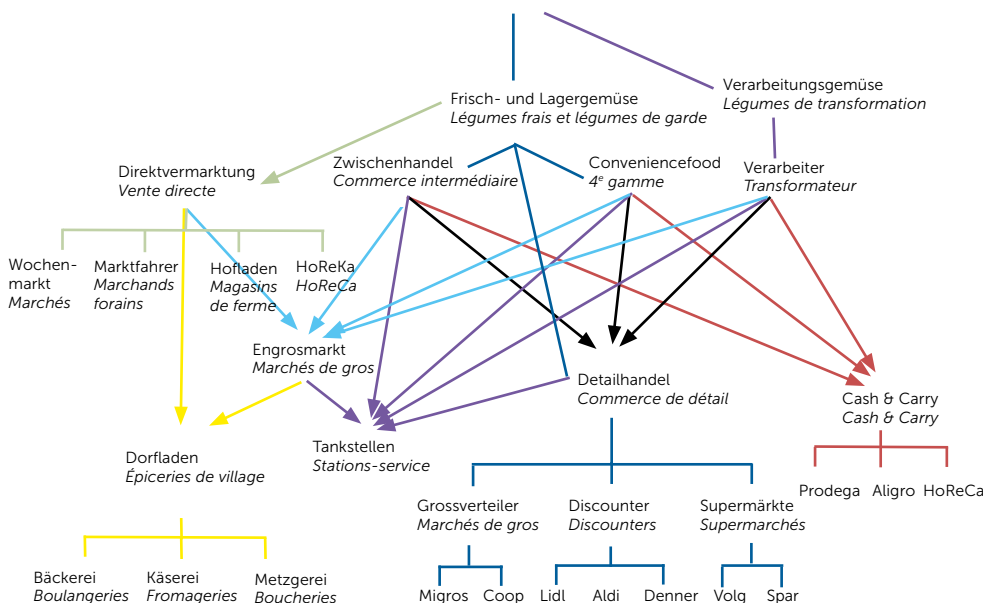 Verarbeitungsgemüse
Légumes de transformation
Frisch- und Lagergemüse
Légumes frais et légumes de garde
Direktvermarktung
Vente directe
Zwischenhandel
Commerce intermédiaire
Conveniencefood
4e gamme
Verarbeiter
Transformateur
Wochen-
markt
Marchés
Marktfahrer
Marchands
forains
Hofladen
Magasins
de ferme
HoReKa
HoReCa
Engrosmarkt
Marchés de gros
Detailhandel
Commerce de détail
Cash & Carry
Cash & Carry
Dorfladen
Épiceries de village
Tankstellen
Stations-service
Prodega
Aligro
HoReCa
Grossverteiler
Marchés de gros
Discounter
Discounters
Supermärkte
Supermarchés
Bäckerei
Boulangeries
Käserei
Fromageries
Metzgerei
Boucheries
Migros
Coop
Lidl
Aldi
Denner
Volg
Spar